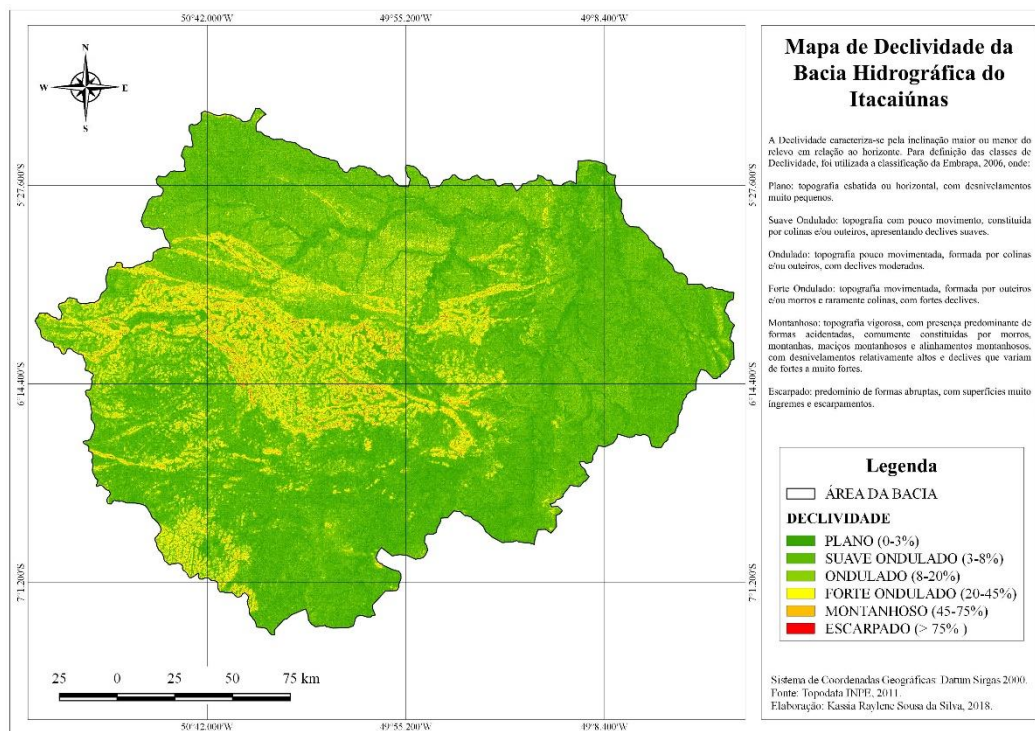 50°42.000'W 49°55.200'W 49°8.400'W
N
W E
S
5°27.600'S 5°27.600'S
6°14.400'S 6°14.400'S
7°1.200'S 7°1.200'S
25 0 25 50 75 km
50°42.000'W 49°55.200'W 49°8.400'W
Mapa de Declividade da
Bacia Hidrográfica do
Itacaiúnas
A Declividade caracteriza-se pela inclinação maior ou menor do
relevo em relação ao horizonte. Para definição das classes de
Declividade, foi utilizada a classificação da Embrapa, 2006, onde:
Plano: topografia esbatida ou horizontal, com desnivelamentos
muito pequenos.
Suave Ondulado: topografia com pouco movimento, constituída
por colinas e/ou outeiros, apresentando declives suaves.
Ondulado: topografia pouco movimentada, formada por colinas
e/ou outeiros, com declives moderados.
Forte Ondulado: topografia movimentada, formada por outeiros
e/ou morros e raramente colinas, com fortes declives.
Montanhoso: topografia vigorosa, com presença predominante de
formas acidentadas, comumente constituídas por morros,
montanhas, maciços montanhosos e alinhamentos montanhosos,
com desnivelamentos relativamente altos e declives que variam
de fortes a muito fortes.
Escarpado: predomínio de formas abruptas, com superfícies muito
íngremes e escarpamentos.
Legenda
ÁREA DA BACIA
DECLIVIDADE
PLANO (0-3%)
SUAVE ONDULADO (3-8%)
ONDULADO (8-20%)
FORTE ONDULADO (20-45%)
MONTANHOSO (45-75%)
ESCARPADO (> 75% )
Sistema de Coordenadas Geográficas: Datum Sirgas 2000.
Fonte: Topodata INPE, 2011.
Elaboração: Kassia Raylene Sousa da Silva, 2018.